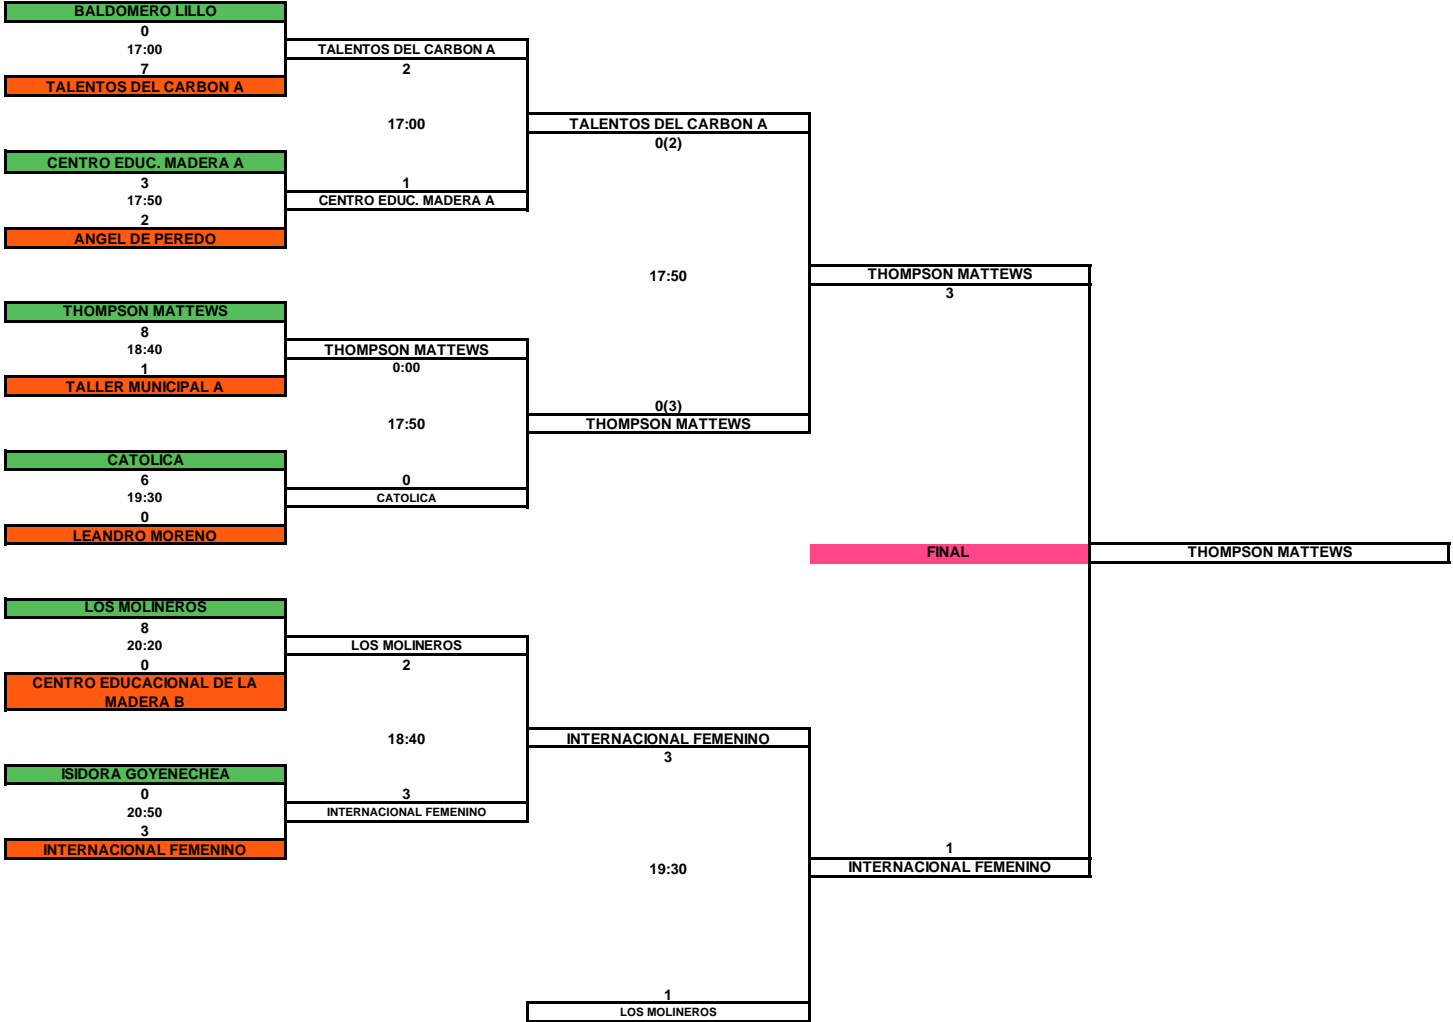 BALDOMERO LILLO
0
17:00
7
TALENTOS DEL CARBON A
CENTRO EDUC. MADERA A
3
17:50
2
ANGEL DE PEREDO
THOMPSON MATTEWS
8
18:40
1
TALLER MUNICIPAL A
CATOLICA
6
19:30
0
LEANDRO MORENO
LOS MOLINEROS
8
20:20
0
CENTRO EDUCACIONAL DE LA
MADERA B
ISIDORA GOYENECHEA
0
20:50
3
INTERNACIONAL FEMENINO
TALENTOS DEL CARBON A
2
17:00
1
CENTRO EDUC. MADERA A
THOMPSON MATTEWS
0:00
17:50
0
CATOLICA
LOS MOLINEROS
2
18:40
3
INTERNACIONAL FEMENINO
TALENTOS DEL CARBON A
0(2)
17:50
0(3)
THOMPSON MATTEWS
INTERNACIONAL FEMENINO
3
19:30
1
LOS MOLINEROS
THOMPSON MATTEWS
3
FINAL
1
INTERNACIONAL FEMENINO
THOMPSON MATTEWS